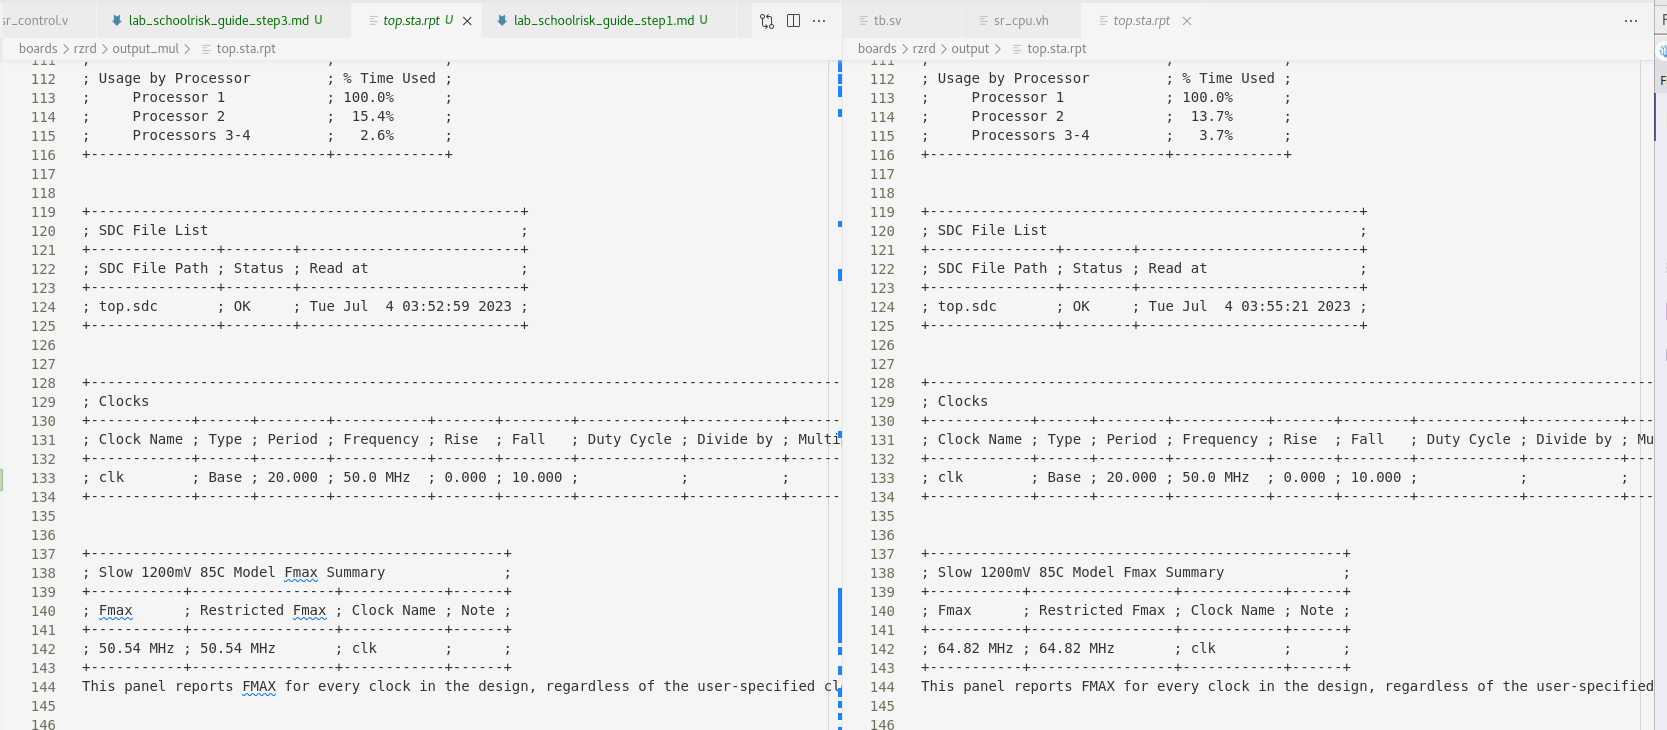 sr_control.v lab_schoolrisk_guide_step3.md U top.sta.rpt U lab_schoolrisk_guide_step1.md U
boards > rzrd > output_mul > top.sta.rpt
111 ; ; ;
112 ; Usage by Processor ; % Time Used ;
113 ; Processor 1 ; 100.0% ;
114 ; Processor 2 ; 15.4% ;
115 ; Processors 3-4 ; 2.6% ;
116 +----------------------------+-------------+
117
118
119 +---------------------------------------------------+
120 ; SDC File List ;
121 +---------------+--------+--------------------------+
122 ; SDC File Path ; Status ; Read at ;
123 +---------------+--------+--------------------------+
124 ; top.sdc ; OK ; Tue Jul  4 03:52:59 2023 ;
125 +---------------+--------+--------------------------+
126
127
128 +-----------------------------------------------------------------------------------------
129 ; Clocks
130 +------------+------+--------+-----------+-------+--------+------------+-----------+------
131 ; Clock Name ; Type ; Period ; Frequency ; Rise ; Fall ; Duty Cycle ; Divide by ; Multi
132 +------------+------+--------+-----------+-------+--------+------------+-----------+------
133 ; clk ; Base ; 20.000 ; 50.0 MHz ; 0.000 ; 10.000 ; ; ;
134 +------------+------+--------+-----------+-------+--------+------------+-----------+------
135
136
137 +-------------------------------------------------+
138 ; Slow 1200mV 85C Model Fmax Summary ;
139 +-----------+-----------------+------------+------+
140 ; Fmax ; Restricted Fmax ; Clock Name ; Note ;
141 +-----------+-----------------+------------+------+
142 ; 50.54 MHz ; 50.54 MHz ; clk ; ;
143 +-----------+-----------------+------------+------+
144 This panel reports FMAX for every clock in the design, regardless of the user-specified cl
145
146
tb.sv sr_cpu.vh top.sta.rpt
boards > rzrd > output > top.sta.rpt
111 ; ; ;
112 ; Usage by Processor ; % Time Used ;
113 ; Processor 1 ; 100.0% ;
114 ; Processor 2 ; 13.7% ;
115 ; Processors 3-4 ; 3.7% ;
116 +----------------------------+-------------+
117
118
119 +---------------------------------------------------+
120 ; SDC File List ;
121 +---------------+--------+--------------------------+
122 ; SDC File Path ; Status ; Read at ;
123 +---------------+--------+--------------------------+
124 ; top.sdc ; OK ; Tue Jul  4 03:55:21 2023 ;
125 +---------------+--------+--------------------------+
126
127
128 +--------------------------------------------------------------------------------------
129 ; Clocks
130 +------------+------+--------+-----------+-------+--------+------------+-----------+---
131 ; Clock Name ; Type ; Period ; Frequency ; Rise ; Fall ; Duty Cycle ; Divide by ; Mu
132 +------------+------+--------+-----------+-------+--------+------------+-----------+---
133 ; clk ; Base ; 20.000 ; 50.0 MHz ; 0.000 ; 10.000 ; ; ;
134 +------------+------+--------+-----------+-------+--------+------------+-----------+---
135
136
137 +-------------------------------------------------+
138 ; Slow 1200mV 85C Model Fmax Summary ;
139 +-----------+-----------------+------------+------+
140 ; Fmax ; Restricted Fmax ; Clock Name ; Note ;
141 +-----------+-----------------+------------+------+
142 ; 64.82 MHz ; 64.82 MHz ; clk ; ;
143 +-----------+-----------------+------------+------+
144 This panel reports FMAX for every clock in the design, regardless of the user-specified
145
146